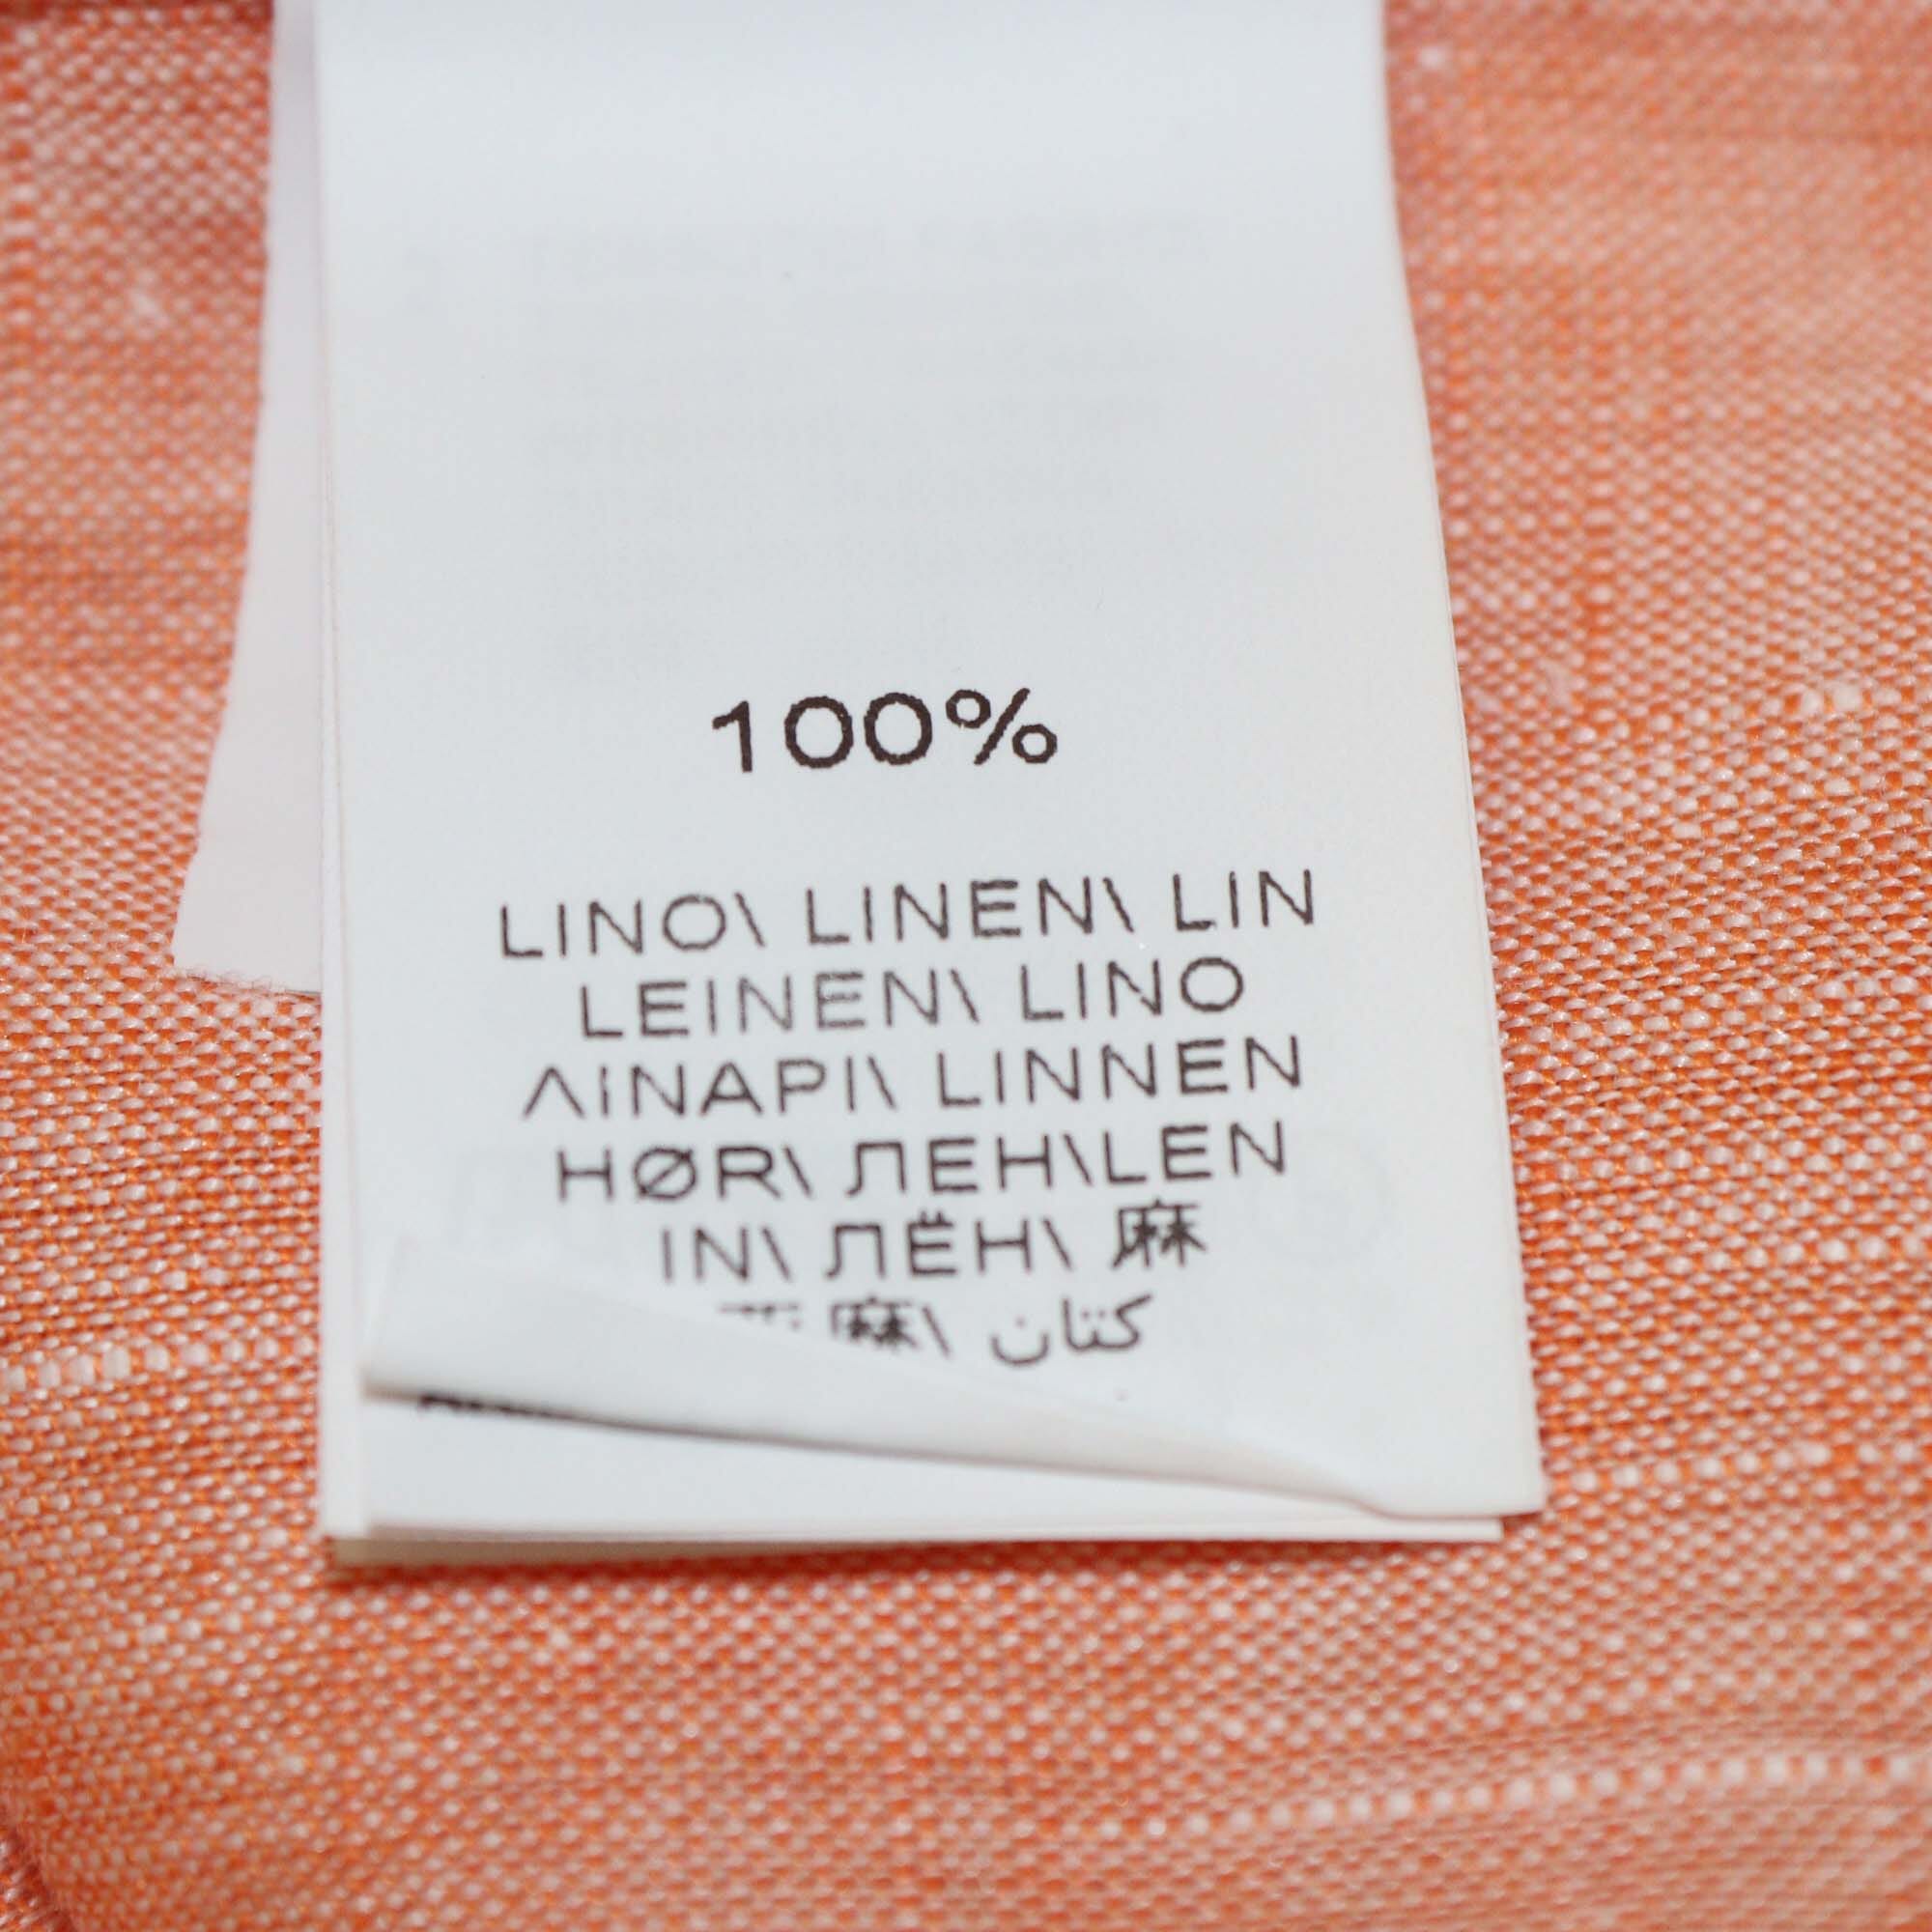 100%
LINO\ LINEN\ LIN
LEINEN\ LINO
ΛΙΝΑΡΙ\ LINNEN
HØR\ ЛЕН\LEN
IN\ ЛЁН\ 麻
麻\ كتان